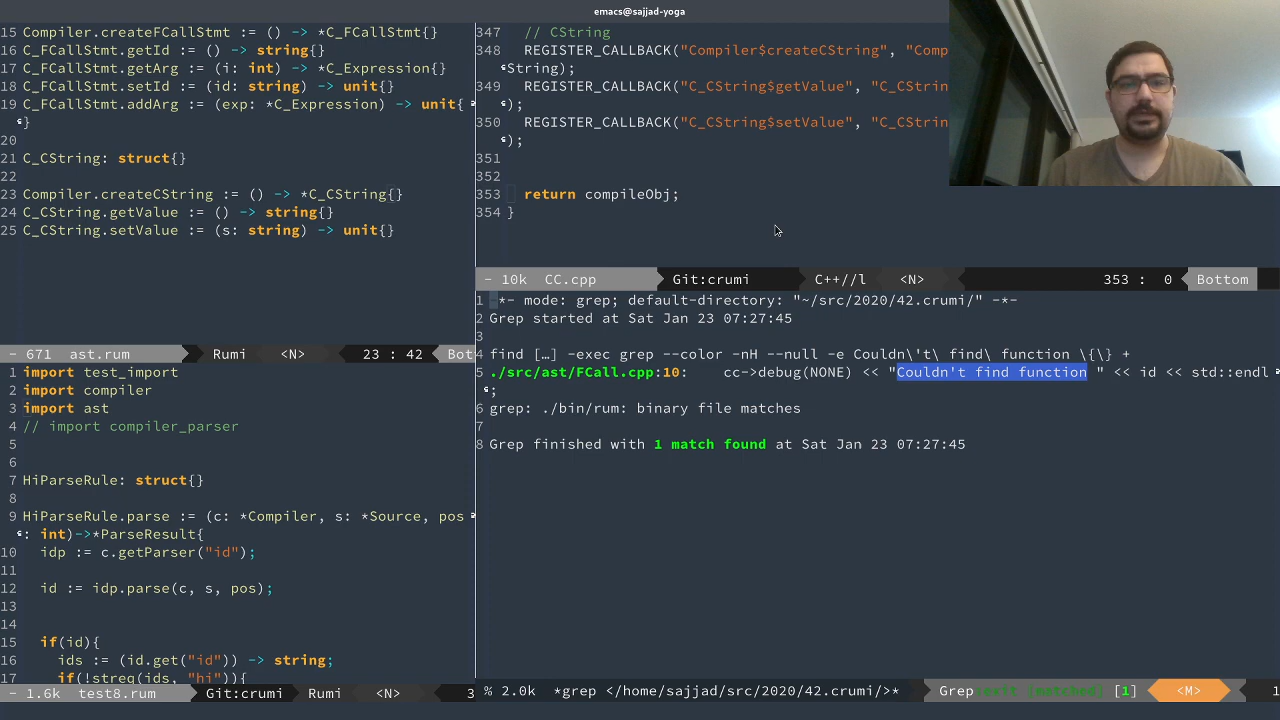 emacs@sajjad-yoga
15 Compiler.createFCallStmt := () -> *C_FCallStmt{}
16 C_FCallStmt.getId := () -> string{}
17 C_FCallStmt.getArg := (i: int) -> *C_Expression{}
18 C_FCallStmt.setId := (id: string) -> unit{}
19 C_FCallStmt.addArg := (exp: *C_Expression) -> unit{
}
20
21 C_CString: struct{}
22
23 Compiler.createCString := () -> *C_CString{}
24 C_CString.getValue := () -> string{}
25 C_CString.setValue := (s: string) -> unit{}
- 671 ast.rum Rumi <N> 23 : 42 Bot
1 import test_import
2 import compiler
3 import ast
4 // import compiler_parser
5
6
7 HiParseRule: struct{}
8
9 HiParseRule.parse := (c: *Compiler, s: *Source, pos
: int)->*ParseResult{
10 idp := c.getParser("id");
11
12 id := idp.parse(c, s, pos);
13
14
15 if(id){
16 ids := (id.get("id")) -> string;
17 if(!streq(ids, "hi")){
- 1.6k test8.rum Git:crumi Rumi <N> 3
347 // CString
348 REGISTER_CALLBACK("Compiler$createCString", "Comp
String);
349 REGISTER_CALLBACK("C_CString$getValue", "C_CStrin
);
350 REGISTER_CALLBACK("C_CString$setValue", "C_CStrin
);
351
352
353 return compileObj;
354 }
- 10k CC.cpp Git:crumi C++//l <N> 353 : 0 Bottom
1 -*- mode: grep; default-directory: "~/src/2020/42.crumi/" -*-
2 Grep started at Sat Jan 23 07:27:45
3
4 find […] -exec grep --color -nH --null -e Couldn\'t\ find\ function \{\} +
5 ./src/ast/FCall.cpp:10: cc->debug(NONE) << "Couldn't find function " << id << std::endl
;
6 grep: ./bin/rum: binary file matches
7
8 Grep finished with 1 match found at Sat Jan 23 07:27:45
% 2.0k *grep </home/sajjad/src/2020/42.crumi/>* Grep:exit [matched] [1] <M> 1